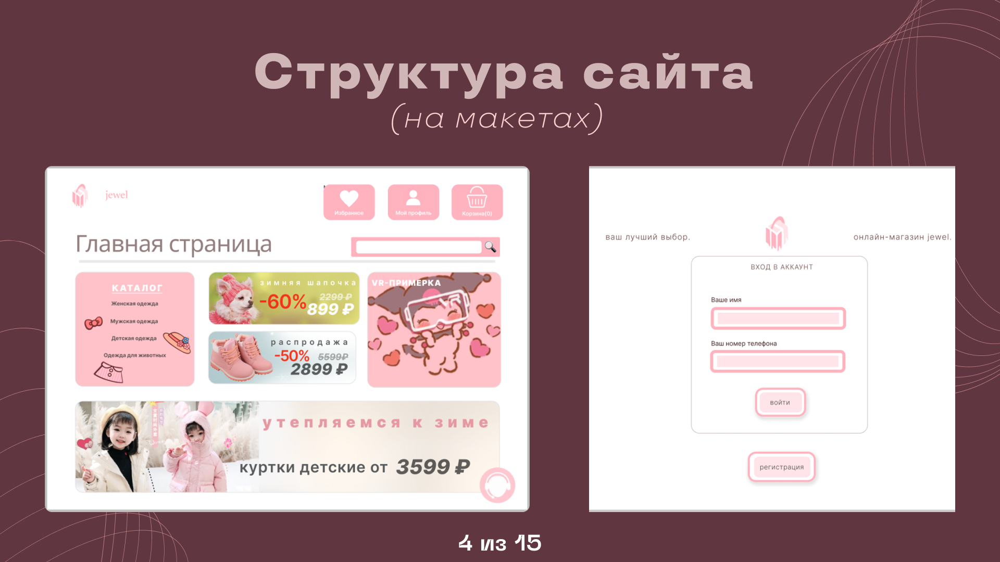 Структура сайта
(на макетах)
jewel
Избранное
Мой профиль
Корзина(0)
Главная страница
КАТАЛОГ
Женская одежда
Мужская одежда
Детская одежда
Одежда для животных
зимняя шапочка
-60%
2299 ₽
899 ₽
распродажа
-50%
5599₽
2899 ₽
VR-ПРИМЕРКА
VR
утепляемся к зиме
куртки детские от 3599 ₽
ваш лучший выбор.
онлайн-магазин jewel.
ВХОД В АККАУНТ
Ваше имя
Ваш номер телефона
войти
регистрация
4 из 15